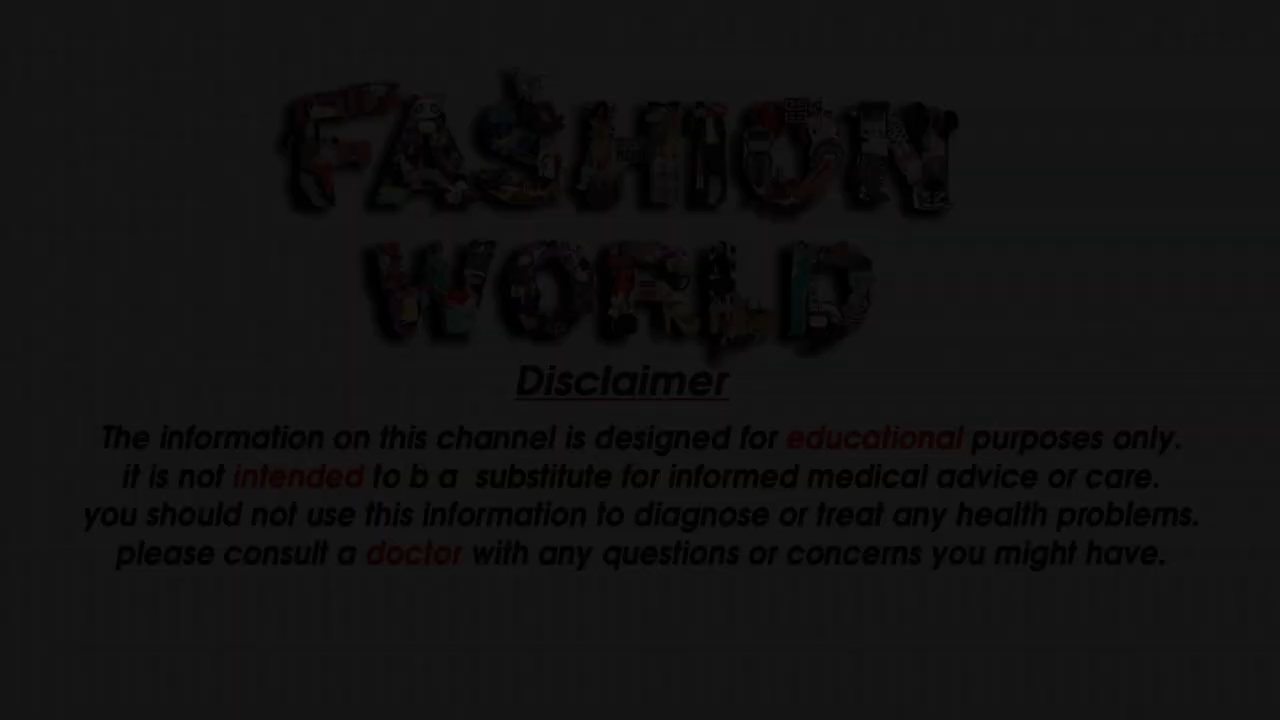 FASHION
WORLD
Disclaimer
The information on this channel is designed for educational purposes only.
it is not intended to b a substitute for informed medical advice or care.
you should not use this information to diagnose or treat any health problems.
please consult a doctor with any questions or concerns you might have.